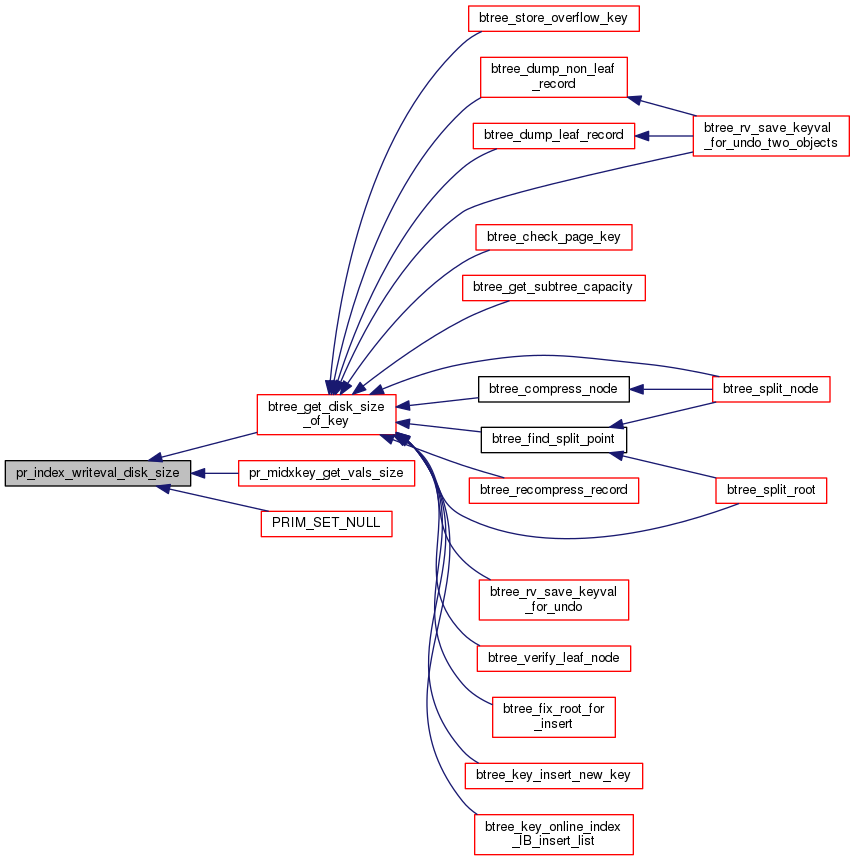 btree_store_overflow_key
btree_dump_non_leaf
_record
btree_dump_leaf_record
btree_rv_save_keyval
_for_undo_two_objects
btree_check_page_key
btree_get_subtree_capacity
btree_compress_node
btree_split_node
btree_get_disk_size
_of_key
btree_find_split_point
pr_index_writeval_disk_size
pr_midxkey_get_vals_size
btree_recompress_record
btree_split_root
PRIM_SET_NULL
btree_rv_save_keyval
_for_undo
btree_verify_leaf_node
btree_fix_root_for
_insert
btree_key_insert_new_key
btree_key_online_index
_IB_insert_list